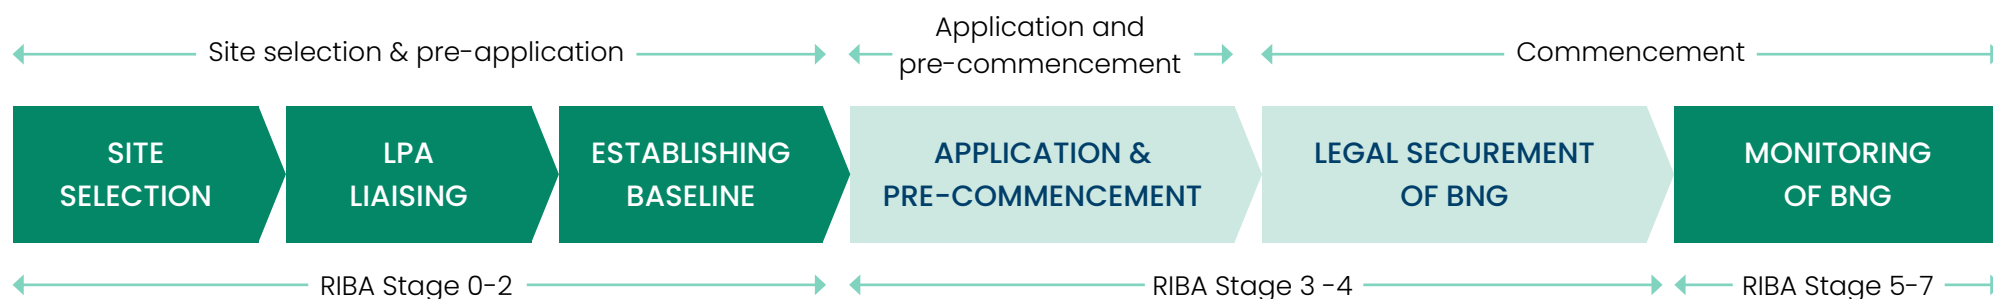 Site selection & pre-application
Application and
pre-commencement
Commencement
SITE
SELECTION
LPA
LIAISING
ESTABLISHING
BASELINE
APPLICATION &
PRE-COMMENCEMENT
LEGAL SECUREMENT
OF BNG
MONITORING
OF BNG
RIBA Stage 0-2
RIBA Stage 3 -4
RIBA Stage 5-7